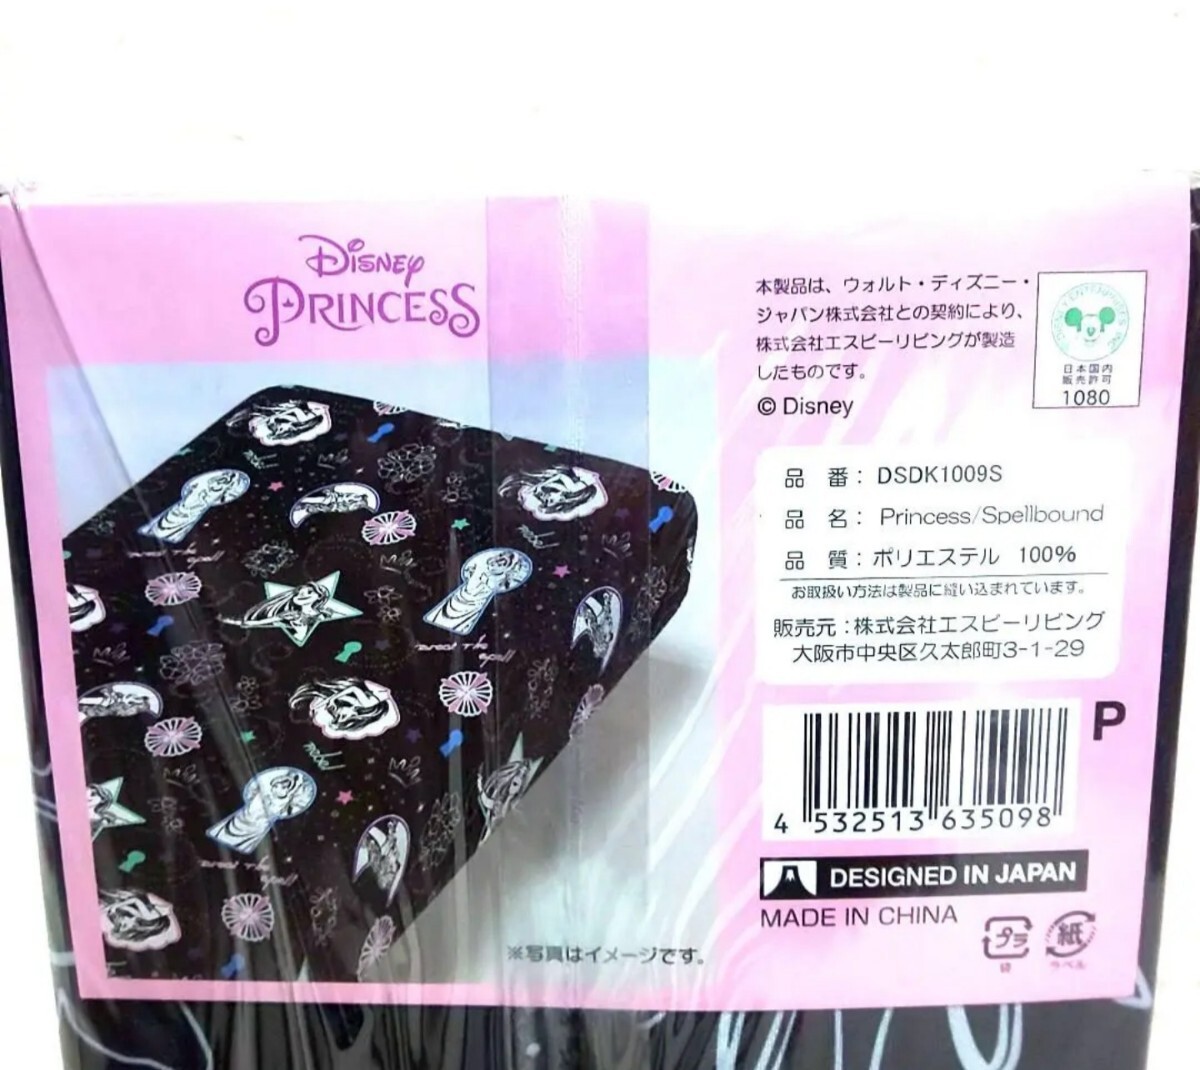 Disney
PRINCESS
本製品は、ウォルト・ディズニー・
ジャパン株式会社との契約により、
株式会社エスピーリビングが製造
したものです。
© Disney
日本国内
販売許可
1080
品 番： DSDK1009S
品 名： Princess/Spellbound
品 質：ポリエステル 100%
お取扱い方法は製品に縫い込まれています。
販売元：株式会社エスピーリビング
大阪市中央区久太郎町3-1-29
P
4 532513 635098
DESIGNED IN JAPAN
MADE IN CHINA
プラ
袋
紙
ラベル
※写真はイメージです。